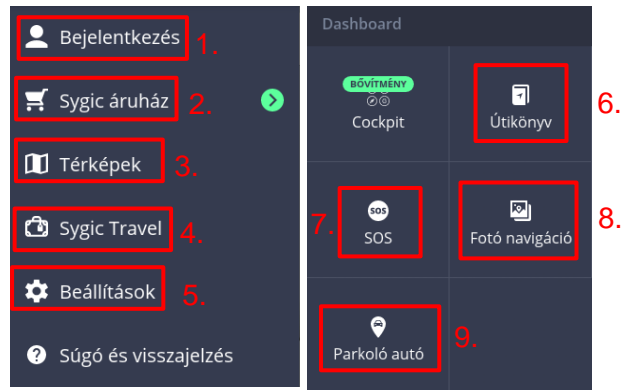 Bejelentkezés 1.
Sygic áruház 2.
Térképek 3.
Sygic Travel 4.
Beállítások 5.
Súgó és visszajelzés
Dashboard
BŐVÍTMÉNY
Cockpit
Útikönyv 6.
7. SOS
SOS
Fotó navigáció 8.
Parkoló autó 9.